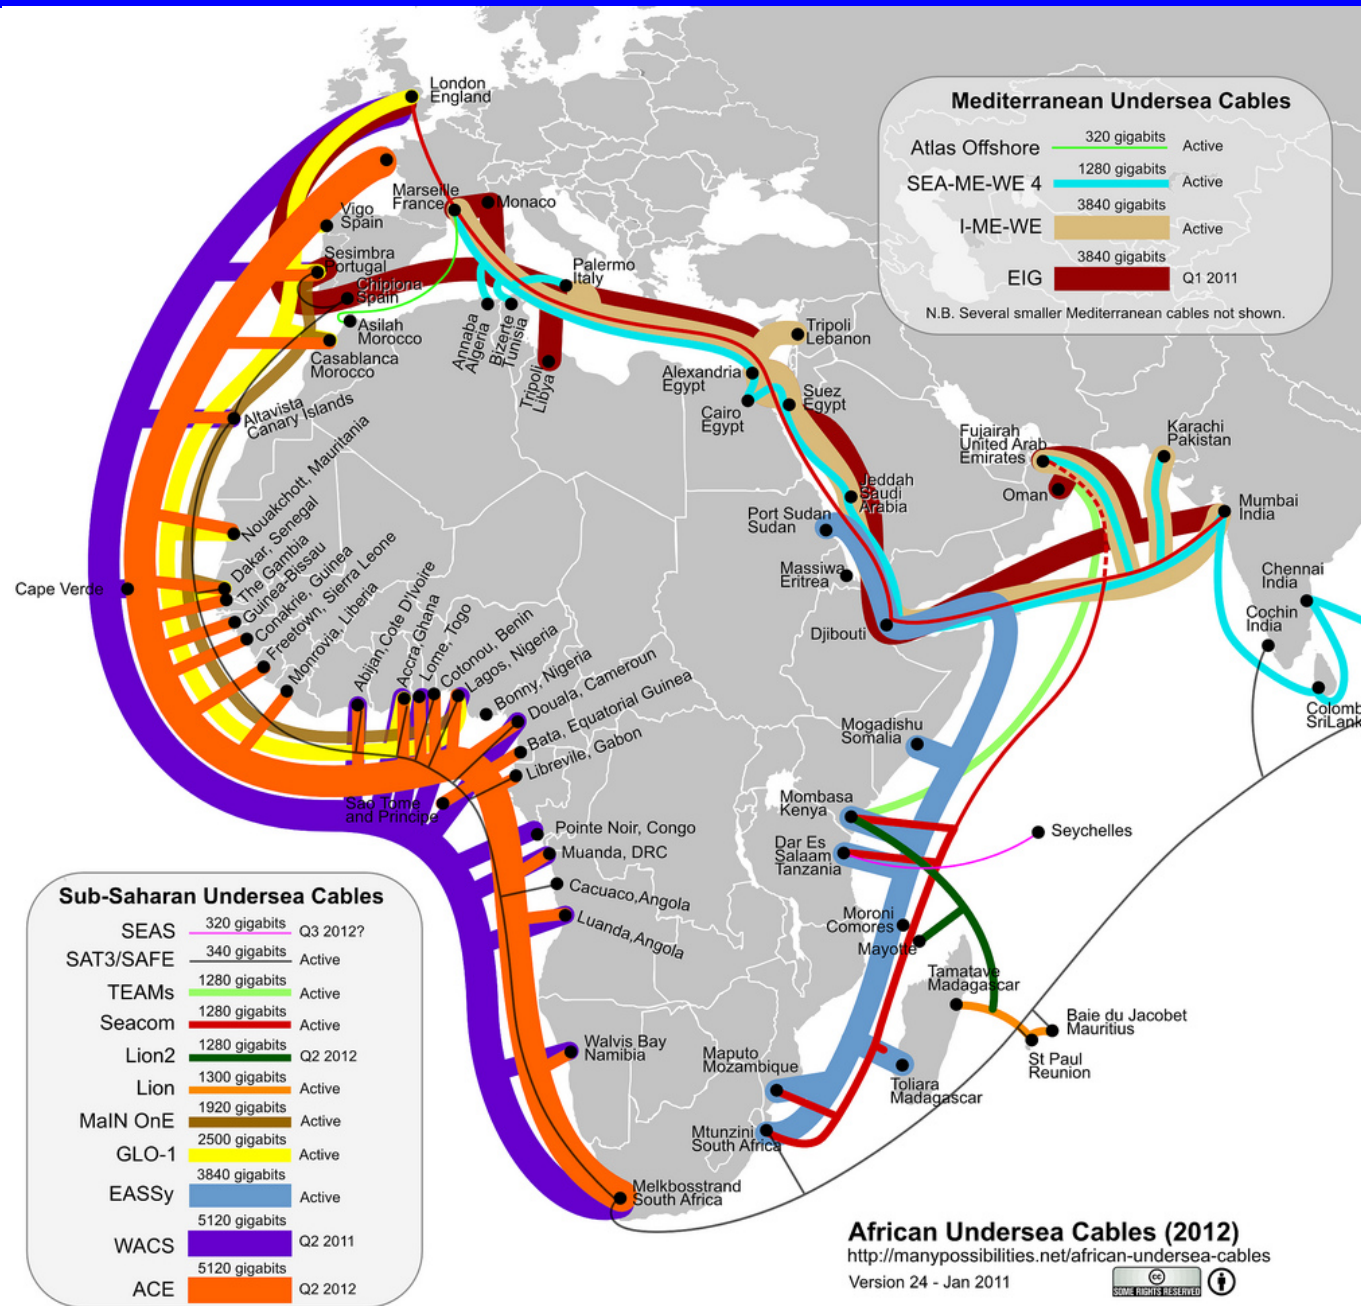 London
England
Marseille
France
Monaco
Vigo
Spain
Sesimbra
Portugal
Chipiona
Spain
Palermo
Italy
Asilah
Morocco
Casablanca
Morocco
Annaba
Algeria
Bizerte
Tunisia
Tripoli
Libya
Tripoli
Lebanon
Alexandria
Egypt
Cairo
Egypt
Suez
Egypt
Altavista
Canary Islands
Nouakchott, Mauritania
Dakar, Senegal
The Gambia
Guinea-Bissau
Conakrie, Guinea
Freetown, Sierra Leone
Monrovia, Liberia
Abijan, Cote D'Ivoire
Accra,Ghana
Lome, Togo
Cotonou, Benin
Lagos, Nigeria
Bonny, Nigeria
Douala, Cameroun
Bata, Equatorial Guinea
Librevile, Gabon
Cape Verde
Sao Tome
and Principe
Pointe Noir, Congo
Muanda, DRC
Cacuaco,Angola
Luanda,Angola
Walvis Bay
Namibia
Melkbosstrand
South Africa
Jeddah
Saudi
Arabia
Port Sudan
Sudan
Massiwa
Eritrea
Djibouti
Fujairah
United Arab
Emirates
Oman
Karachi
Pakistan
Mumbai
India
Chennai
India
Cochin
India
Colomb
SriLank
Mogadishu
Somalia
Mombasa
Kenya
Dar Es
Salaam
Tanzania
Seychelles
Moroni
Comores
Mayotte
Tamatave
Madagascar
Baie du Jacobet
Mauritius
St Paul
Reunion
Toliara
Madagascar
Maputo
Mozambique
Mtunzini
South Africa
Mediterranean Undersea Cables
Atlas Offshore 320 gigabits Active
SEA-ME-WE 4 1280 gigabits Active
I-ME-WE 3840 gigabits Active
EIG 3840 gigabits Q1 2011
N.B. Several smaller Mediterranean cables not shown.
Sub-Saharan Undersea Cables
SEAS 320 gigabits Q3 2012?
SAT3/SAFE 340 gigabits Active
TEAMs 1280 gigabits Active
Seacom 1280 gigabits Active
Lion2 1280 gigabits Q2 2012
Lion 1300 gigabits Active
MaIN OnE 1920 gigabits Active
GLO-1 2500 gigabits Active
EASSy 3840 gigabits Active
WACS 5120 gigabits Q2 2011
ACE 5120 gigabits Q2 2012
African Undersea Cables (2012)
http://manypossibilities.net/african-undersea-cables
Version 24 - Jan 2011
cc
SOME RIGHTS RESERVED